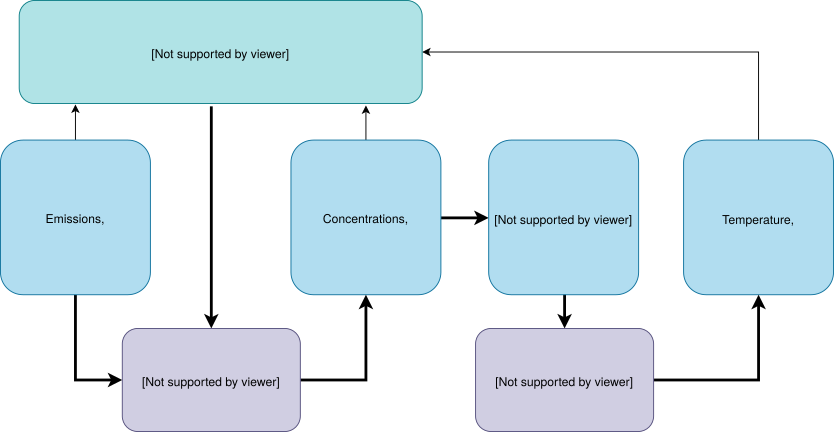 [Not supported by viewer]
Emissions,
Concentrations,
[Not supported by viewer]
Temperature,
[Not supported by viewer]
[Not supported by viewer]